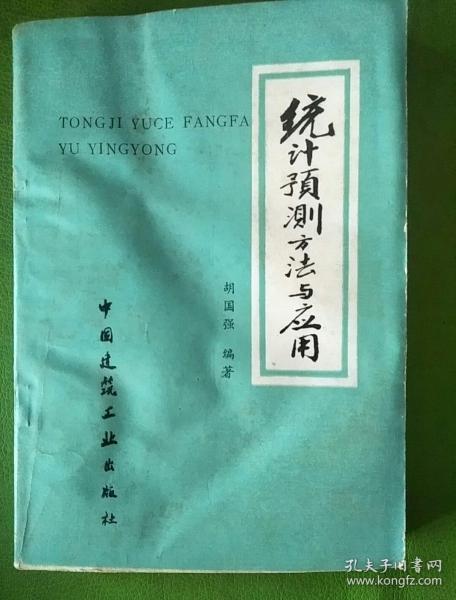 TONGJI YUCE FANGFA
YU YINGYONG
统计预测方法与应用
胡国强 编著
中国建筑工业出版社
孔夫子旧书网
www.kongfz.com